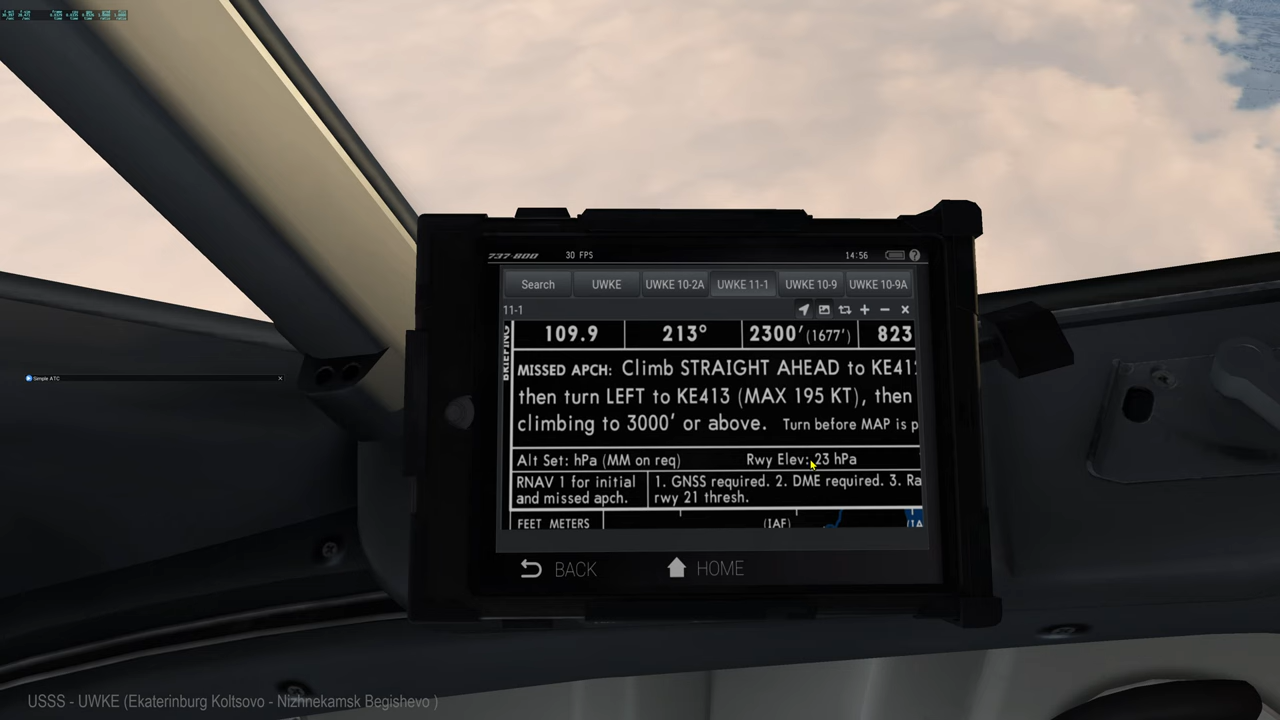 737-800 30 FPS 14:56 ?
Search UWKE UWKE 10-2A UWKE 11-1 UWKE 10-9 UWKE 10-9A
11-1
BRIEFING
109.9 213° 2300′(1677′) 823
MISSED APCH: Climb STRAIGHT AHEAD to KE41
then turn LEFT to KE413 (MAX 195 KT), then
climbing to 3000′ or above. Turn before MAP is p
Alt Set: hPa (MM on req) Rwy Elev: 23 hPa
RNAV 1 for initial
and missed apch.
1. GNSS required. 2. DME required. 3. Ra
rwy 21 thresh.
FEET METERS (IAF) (IA
BACK HOME
Simple ATC
USSS - UWKE (Ekaterinburg Koltsovo - Nizhnekamsk Begishevo )